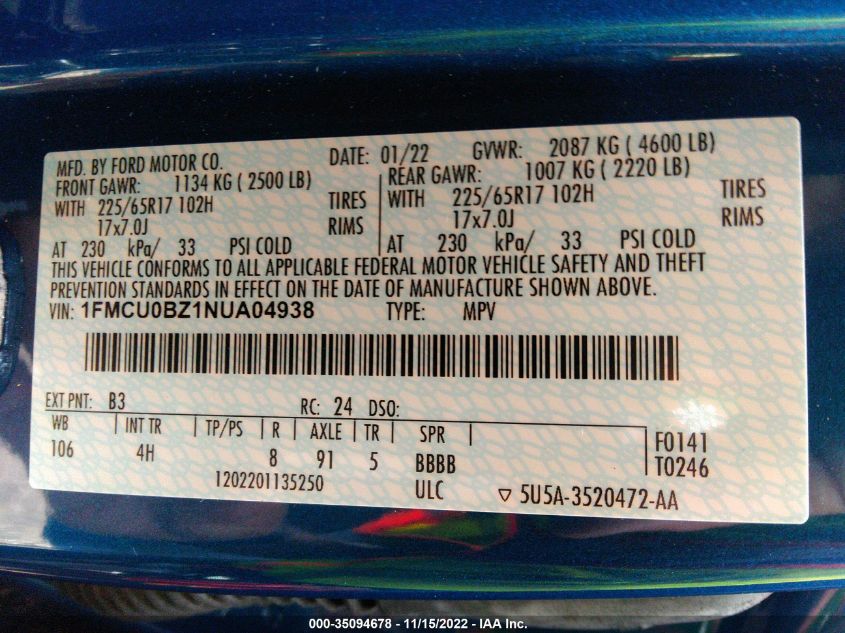 MFD. BY FORD MOTOR CO. DATE: 01/22 GVWR: 2087 KG ( 4600 LB)
FRONT GAWR: 1134 KG ( 2500 LB) REAR GAWR: 1007 KG ( 2220 LB)
WITH 225/65R17 102H TIRES WITH 225/65R17 102H TIRES
17x7.0J RIMS 17x7.0J RIMS
AT 230 kPa/ 33 PSI COLD AT 230 kPa/ 33 PSI COLD
THIS VEHICLE CONFORMS TO ALL APPLICABLE FEDERAL MOTOR VEHICLE SAFETY AND THEFT
PREVENTION STANDARDS IN EFFECT ON THE DATE OF MANUFACTURE SHOWN ABOVE.
VIN: 1FMCU0BZ1NUA04938 TYPE: MPV
EXT PNT: B3 RC: 24 DSO:
WB INT TR TP/PS R AXLE TR SPR F0141
106 4H 8 91 5 BBBB T0246
1202201135250 ULC ▽ 5U5A-3520472-AA
000-35094678 - 11/15/2022 - IAA Inc.